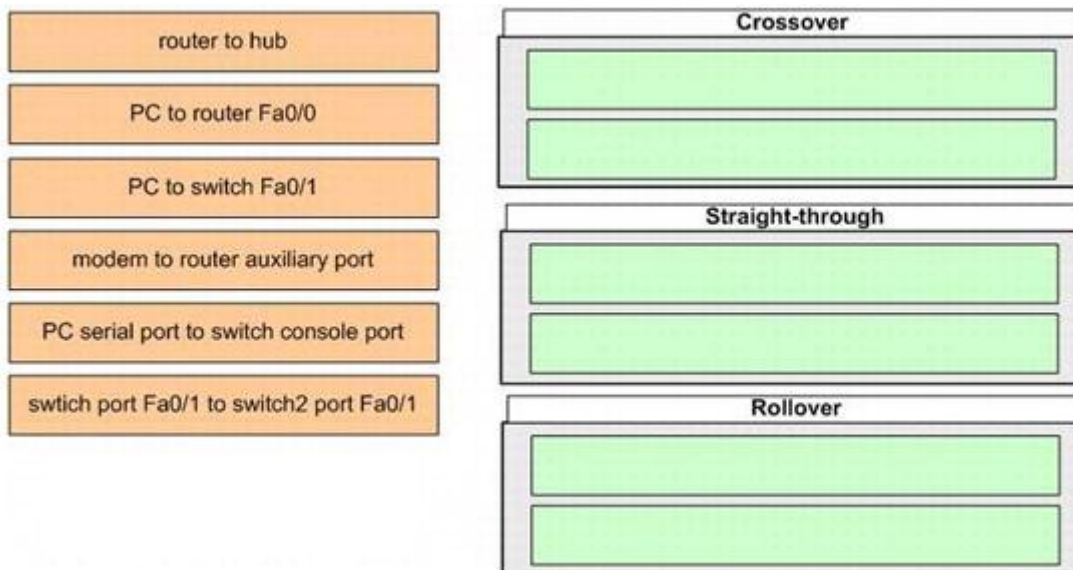 router to hub
PC to router Fa0/0
PC to switch Fa0/1
modem to router auxiliary port
PC serial port to switch console port
swtich port Fa0/1 to switch2 port Fa0/1
Crossover
Straight-through
Rollover